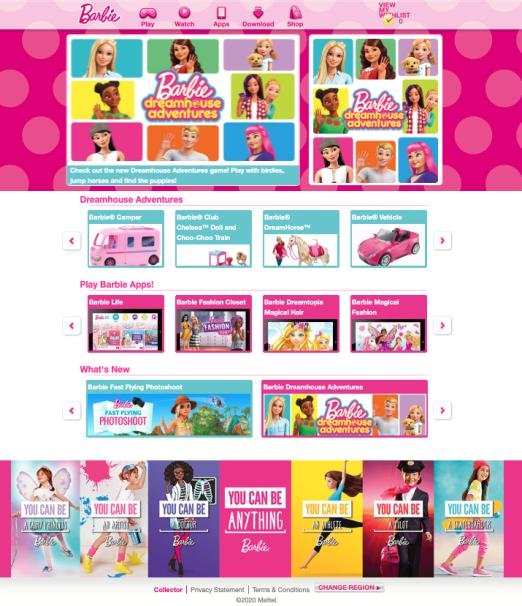 Barbie
Play
Watch
Apps
Download
Shop
VIEW
MY
WISHLIST
0
Barbie
dreamhouse
adventures
Barbie
dreamhouse
adventures
Check out the new Dreamhouse Adventures game! Play with birdies,
jump horses and find the puppies!
Dreamhouse Adventures
Barbie® Camper
Barbie® Club
Chelsea™ Doll and
Choo-Choo Train
Barbie®
DreamHorse™
Barbie® Vehicle
Play Barbie Apps!
Barbie Life
Barbie Fashion Closet
FASHION
Barbie Dreamtopia
Magical Hair
Barbie Magical
Fashion
What's New
Barbie Fast Flying Photoshoot
Barbie
FAST FLYING
PHOTOSHOOT
Barbie Dreamhouse Adventures
Barbie
dreamhouse
adventures
YOU CAN BE
A FAIRY PRINCESS
Barbie
YOU CAN BE
AN ARTIST
Barbie
YOU CAN BE
A DOCTOR
Barbie
YOU CAN BE
ANYTHING
Barbie
YOU CAN BE
AN ATHLETE
Barbie
YOU CAN BE
A PILOT
Barbie
YOU CAN BE
A SKATEBOARDER
Barbie
Collector | Privacy Statement | Terms & Conditions CHANGE REGION
©2020 Mattel.